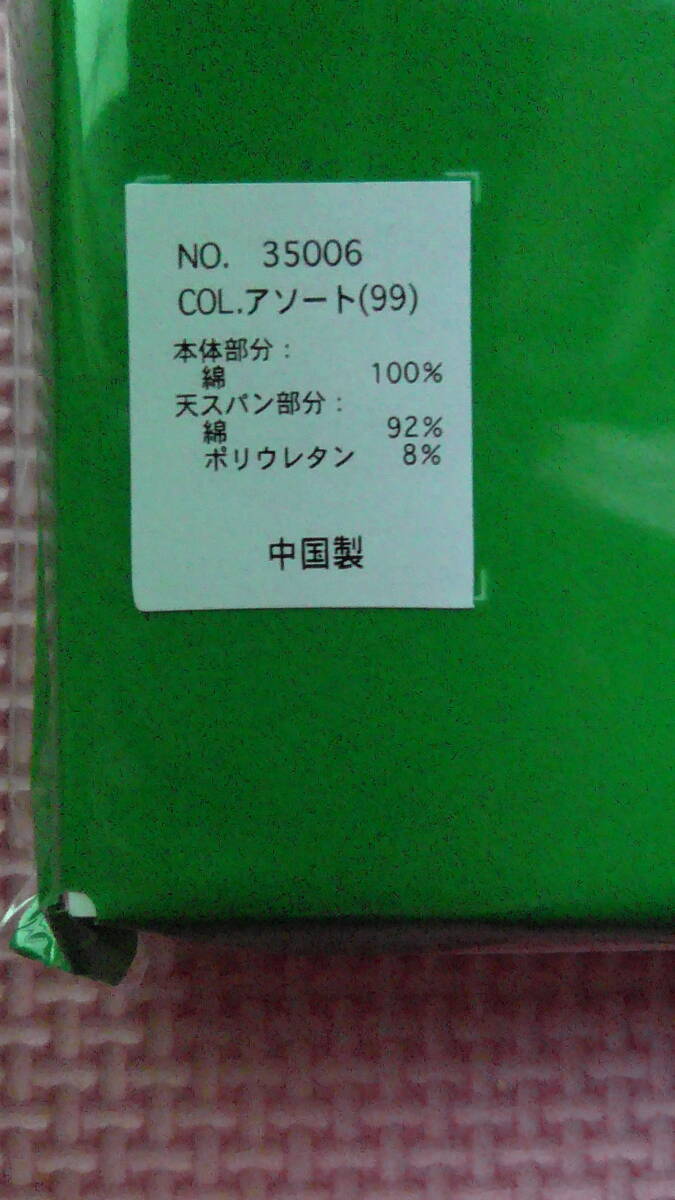 NO. 35006
COL.アソート(99)
本体部分:
綿 100%
天スパン部分:
綿 92%
ポリウレタン 8%
中国製